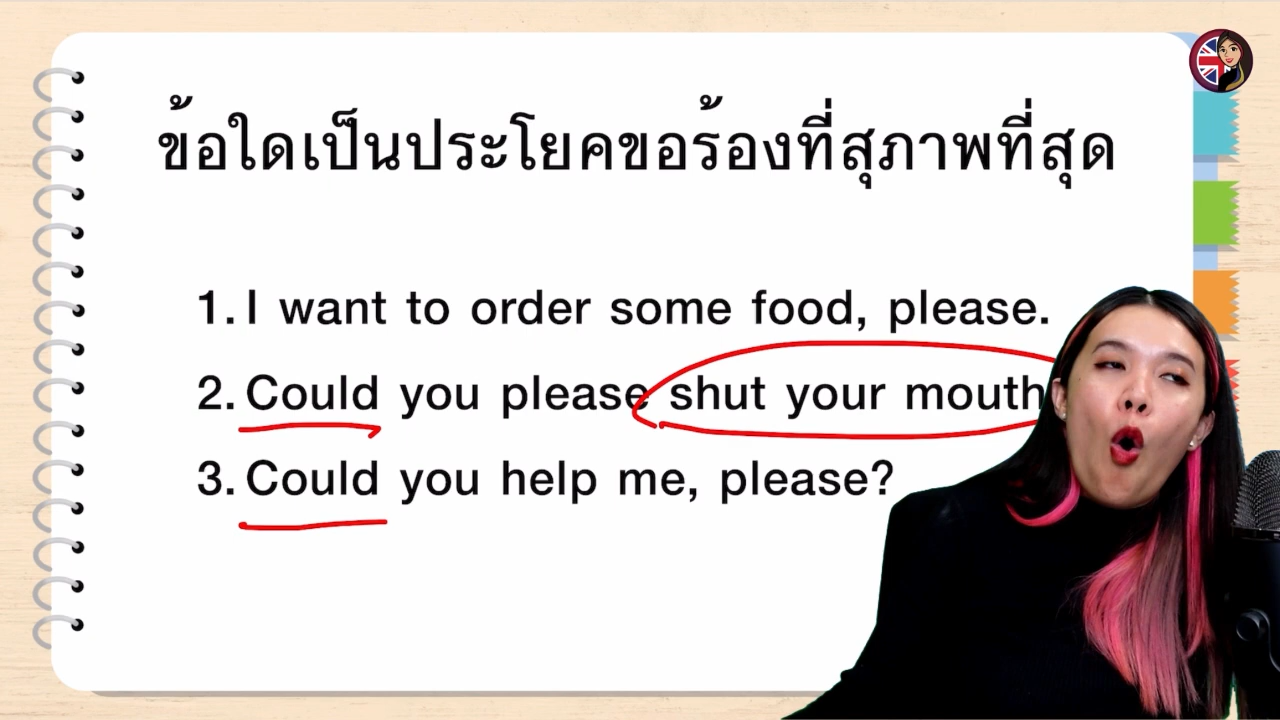 ข้อใดเป็นประโยคขอร้องที่สุภาพที่สุด
1. I want to order some food, please.
2. Could you please shut your mouth
3. Could you help me, please?